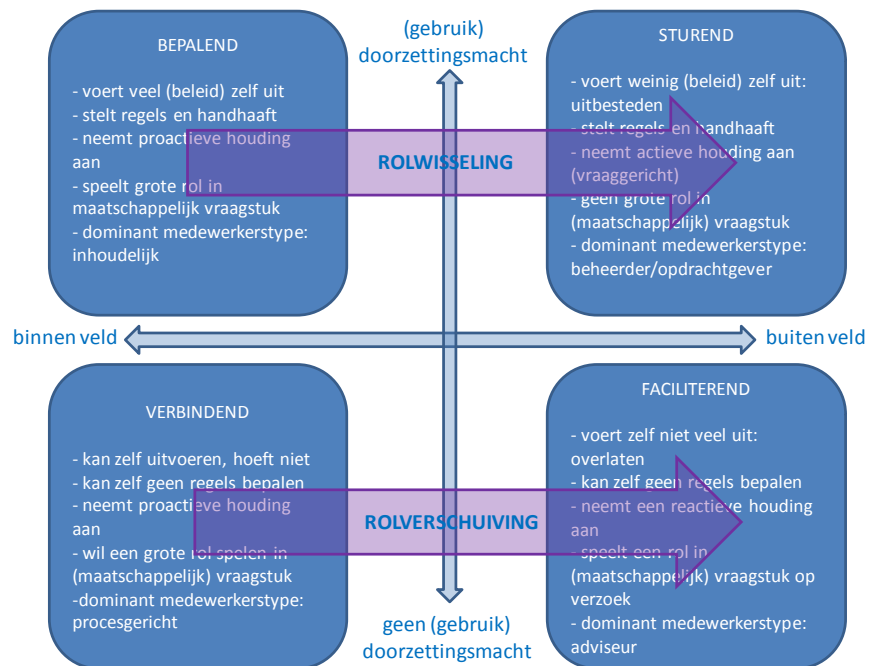 (gebruik)
doorzettingsmacht
BEPALEND
- voert veel (beleid) zelf uit
- stelt regels en handhaaft
- neemt proactieve houding
aan
- speelt grote rol in
maatschappelijk vraagstuk
- dominant medewerkerstype:
inhoudelijk
STUREND
- voert weinig (beleid) zelf uit:
uitbesteden
- stelt regels en handhaaft
- neemt actieve houding aan
(vraaggericht)
- geen grote rol in
(maatschappelijk) vraagstuk
- dominant medewerkerstype:
beheerder/opdrachtgever
ROLWISSELING
binnen veld
buiten veld
VERBINDEND
- kan zelf uitvoeren, hoeft niet
- kan zelf geen regels bepalen
- neemt proactieve houding
aan
- wil een grote rol spelen in
(maatschappelijk) vraagstuk
-dominant medewerkerstype:
procesgericht
FACILITEREND
- voert zelf niet veel uit:
overlaten
- kan zelf geen regels bepalen
- neemt een reactieve houding
aan
- speelt een rol in
(maatschappelijk) vraagstuk op
verzoek
- dominant medewerkerstype:
adviseur
ROLVERSCHUIVING
geen (gebruik)
doorzettingsmacht